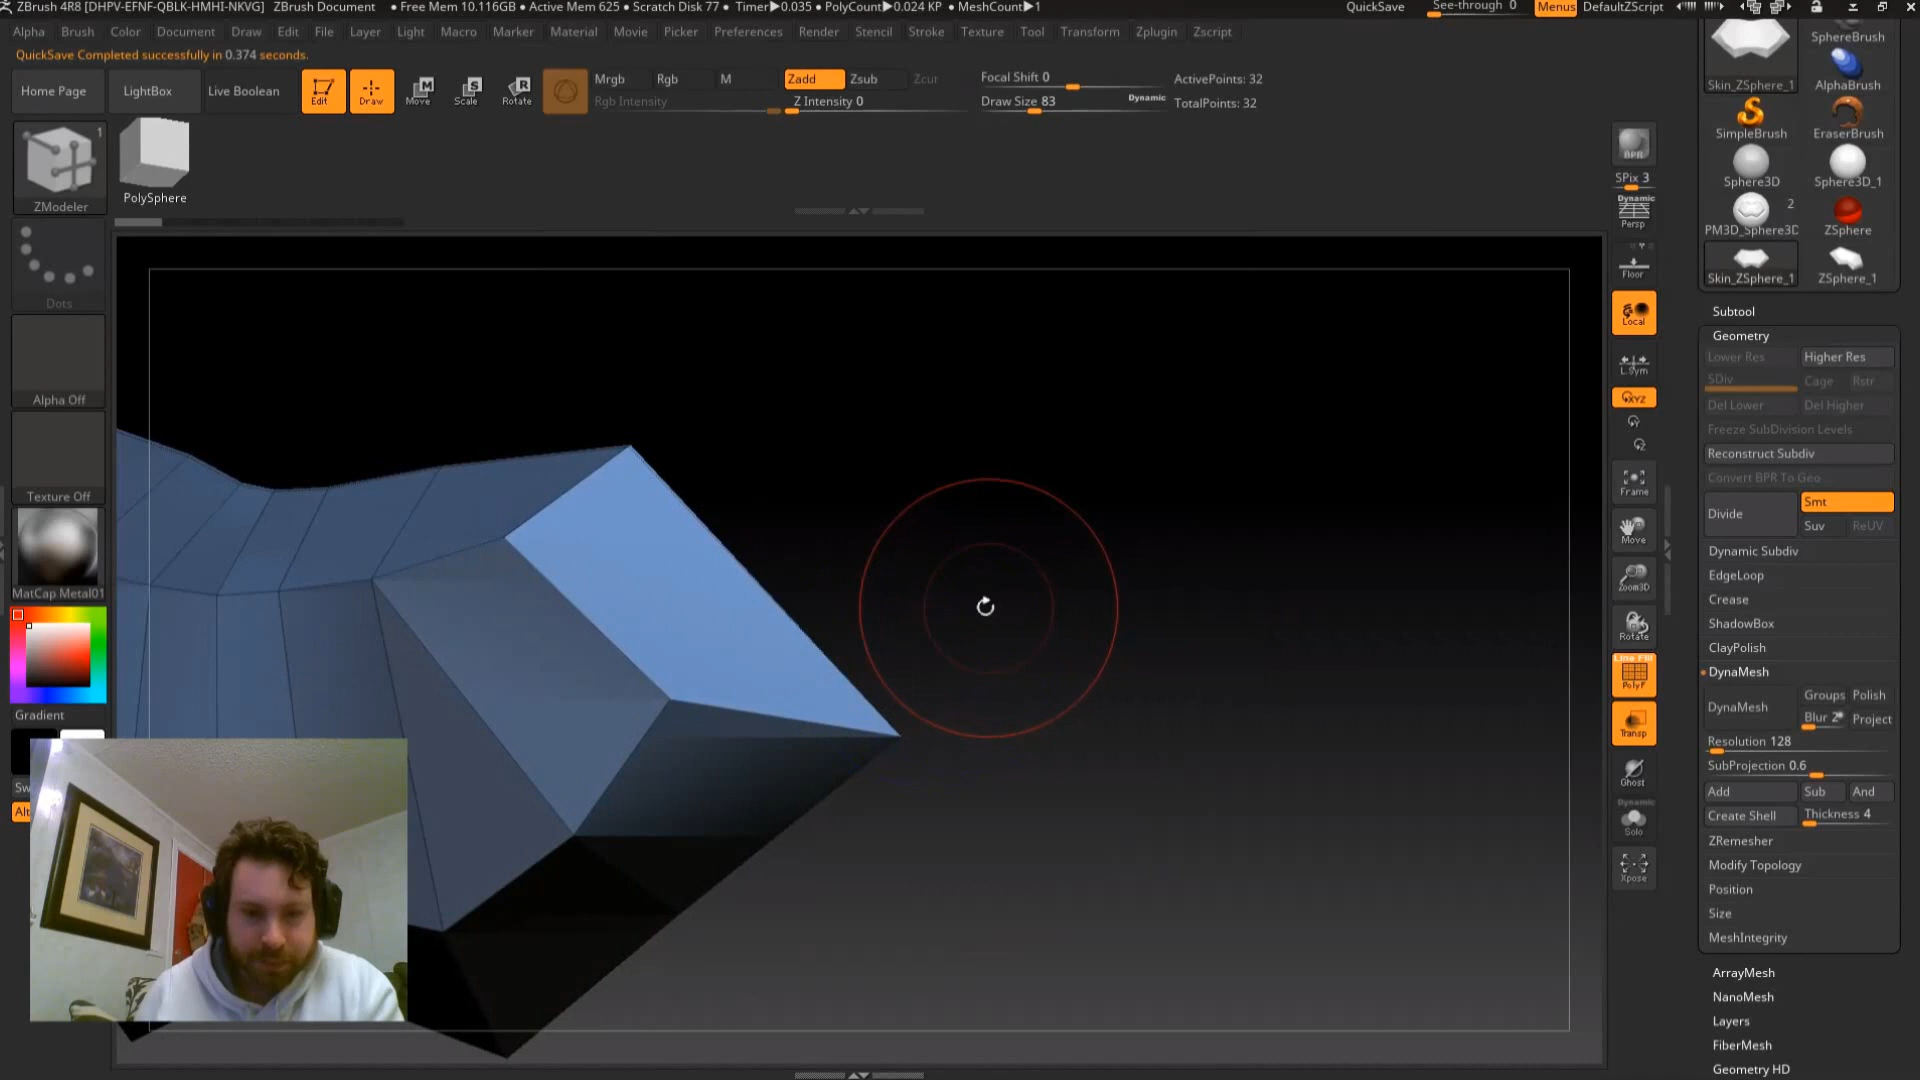 ZBrush 4R8 [DHPV-EFNF-QBLK-HMHI-NKVG] ZBrush Document • Free Mem 10.116GB • Active Mem 625 • Scratch Disk 77 • Timer▶0.035 • PolyCount▶0.024 KP • MeshCount▶1 QuickSave See-through 0 Menus DefaultZScript
Alpha Brush Color Document Draw Edit File Layer Light Macro Marker Material Movie Picker Preferences Render Stencil Stroke Texture Tool Transform Zplugin Zscript
QuickSave Completed successfully in 0.374 seconds.
Home Page LightBox Live Boolean Edit Draw Move Scale Rotate
Mrgb Rgb M Zadd Zsub Zcut
Rgb Intensity Z Intensity 0
Focal Shift 0
Draw Size 83 Dynamic
ActivePoints: 32
TotalPoints: 32
1
ZModeler
PolySphere
Dots
Alpha Off
Texture Off
MatCap Metal01
Gradient
Sw
Alt
BPR
SPix 3
Dynamic
Persp
Floor
Local
L.Sym
XYZ
Frame
Move
Zoom3D
Rotate
Line Fill
PolyF
Transp
Ghost
Dynamic
Solo
Xpose
Skin_ZSphere_1
SphereBrush
AlphaBrush
SimpleBrush EraserBrush
Sphere3D Sphere3D_1
2
PM3D_Sphere3D ZSphere
Skin_ZSphere_1 ZSphere_1
Subtool
Geometry
Lower Res Higher Res
SDiv Cage Rstr
Del Lower Del Higher
Freeze SubDivision Levels
Reconstruct Subdiv
Convert BPR To Geo
Divide Smt
Suv ReUV
Dynamic Subdiv
EdgeLoop
Crease
ShadowBox
ClayPolish
DynaMesh
DynaMesh Groups Polish
Blur 2 Project
Resolution 128
SubProjection 0.6
Add Sub And
Create Shell Thickness 4
ZRemesher
Modify Topology
Position
Size
MeshIntegrity
ArrayMesh
NanoMesh
Layers
FiberMesh
Geometry HD